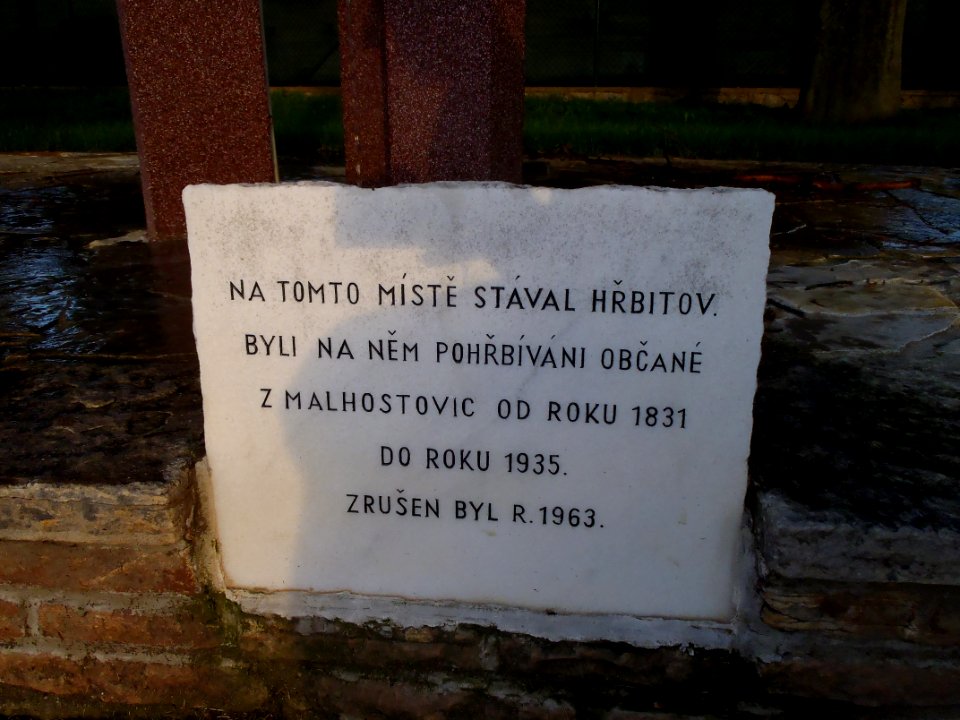 NA TOMTO MÍSTĚ STÁVAL HŘBITOV.
BYLI NA NĚM POHŘBÍVÁNI OBČANÉ
Z MALHOSTOVIC OD ROKU 1831
DO ROKU 1935.
ZRUŠEN BYL R. 1963.